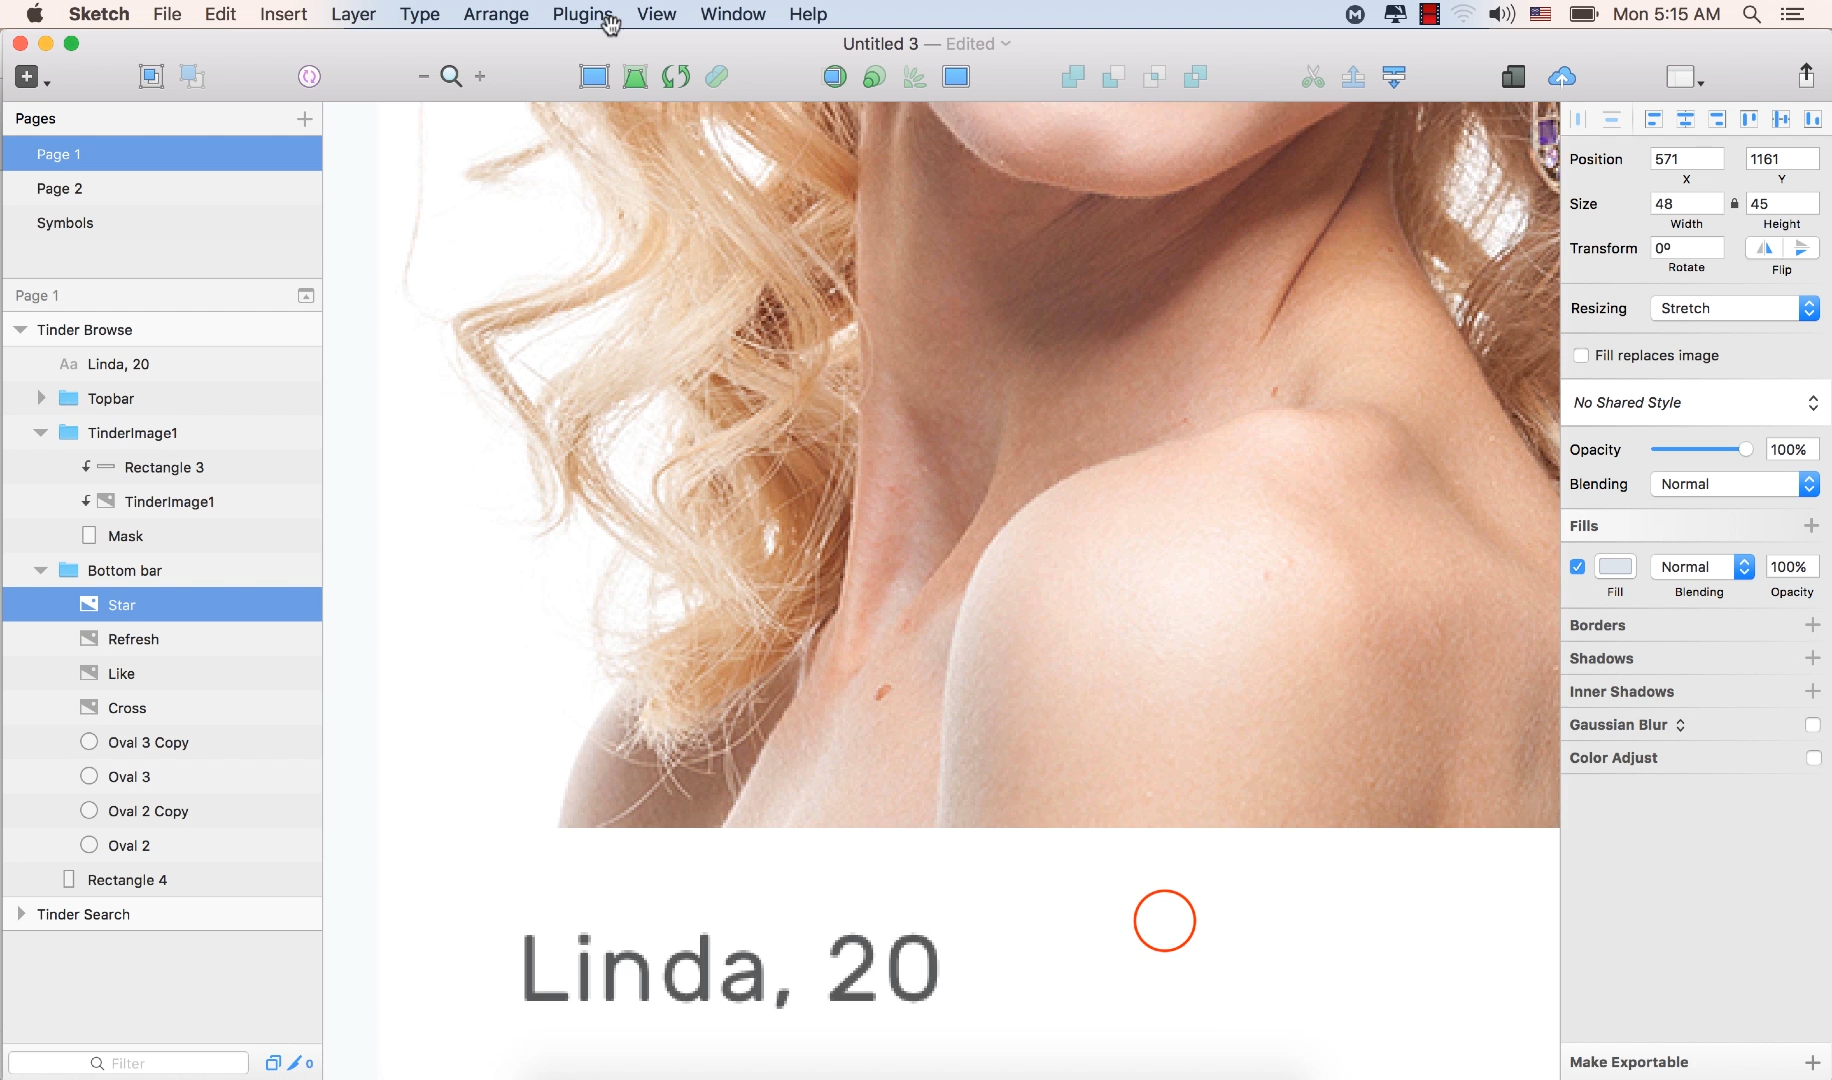 Sketch File Edit Insert Layer Type Arrange Plugins View Window Help Mon 5:15 AM
Untitled 3 — Edited
Pages
Page 1
Page 2
Symbols
Page 1
Tinder Browse
Aa Linda, 20
Topbar
TinderImage1
Rectangle 3
TinderImage1
Mask
Bottom bar
Star
Refresh
Like
Cross
Oval 3 Copy
Oval 3
Oval 2 Copy
Oval 2
Rectangle 4
Tinder Search
Filter
0
Linda, 20
Position 571 1161
X Y
Size 48 45
Width Height
Transform 0º
Rotate Flip
Resizing Stretch
Fill replaces image
No Shared Style
Opacity 100%
Blending Normal
Fills
Normal 100%
Fill Blending Opacity
Borders
Shadows
Inner Shadows
Gaussian Blur
Color Adjust
Make Exportable